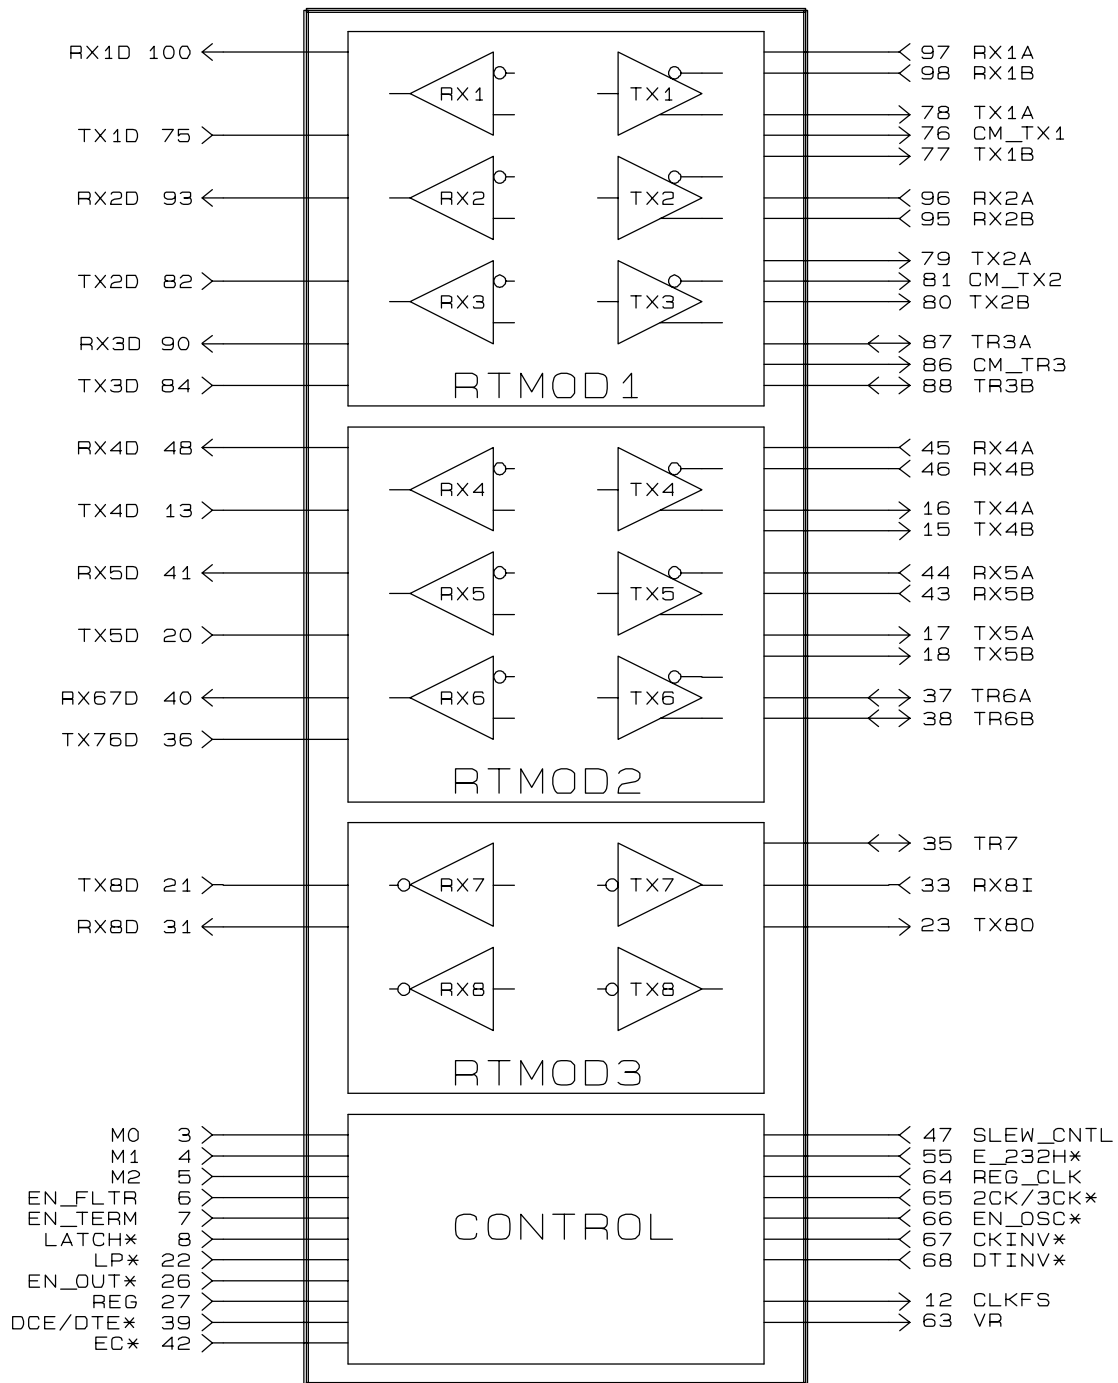 RX1D 100
97 RX1A
98 RX1B
RX1 TX1
78 TX1A
TX1D 75
76 CM_TX1
77 TX1B
RX2D 93
RX2 TX2
96 RX2A
95 RX2B
79 TX2A
TX2D 82
81 CM_TX2
RX3 TX3
80 TX2B
RX3D 90
87 TR3A
86 CM_TR3
TX3D 84
RTMOD1
88 TR3B
RX4D 48
45 RX4A
46 RX4B
RX4 TX4
TX4D 13
16 TX4A
15 TX4B
RX5D 41
44 RX5A
RX5 TX5
43 RX5B
TX5D 20
17 TX5A
18 TX5B
RX67D 40
RX6 TX6
37 TR6A
38 TR6B
TX76D 36
RTMOD2
35 TR7
TX8D 21
RX7 TX7
33 RX8I
RX8D 31
23 TX8O
RX8 TX8
RTMOD3
M0 3
47 SLEW_CNTL
M1 4
55 E_232H*
M2 5
64 REG_CLK
EN_FLTR 6
65 2CK/3CK*
EN_TERM 7
66 EN_OSC*
CONTROL
LATCH* 8
67 CKINV*
LP* 22
68 DTINV*
EN_OUT* 26
REG 27
12 CLKFS
DCE/DTE* 39
63 VR
EC* 42